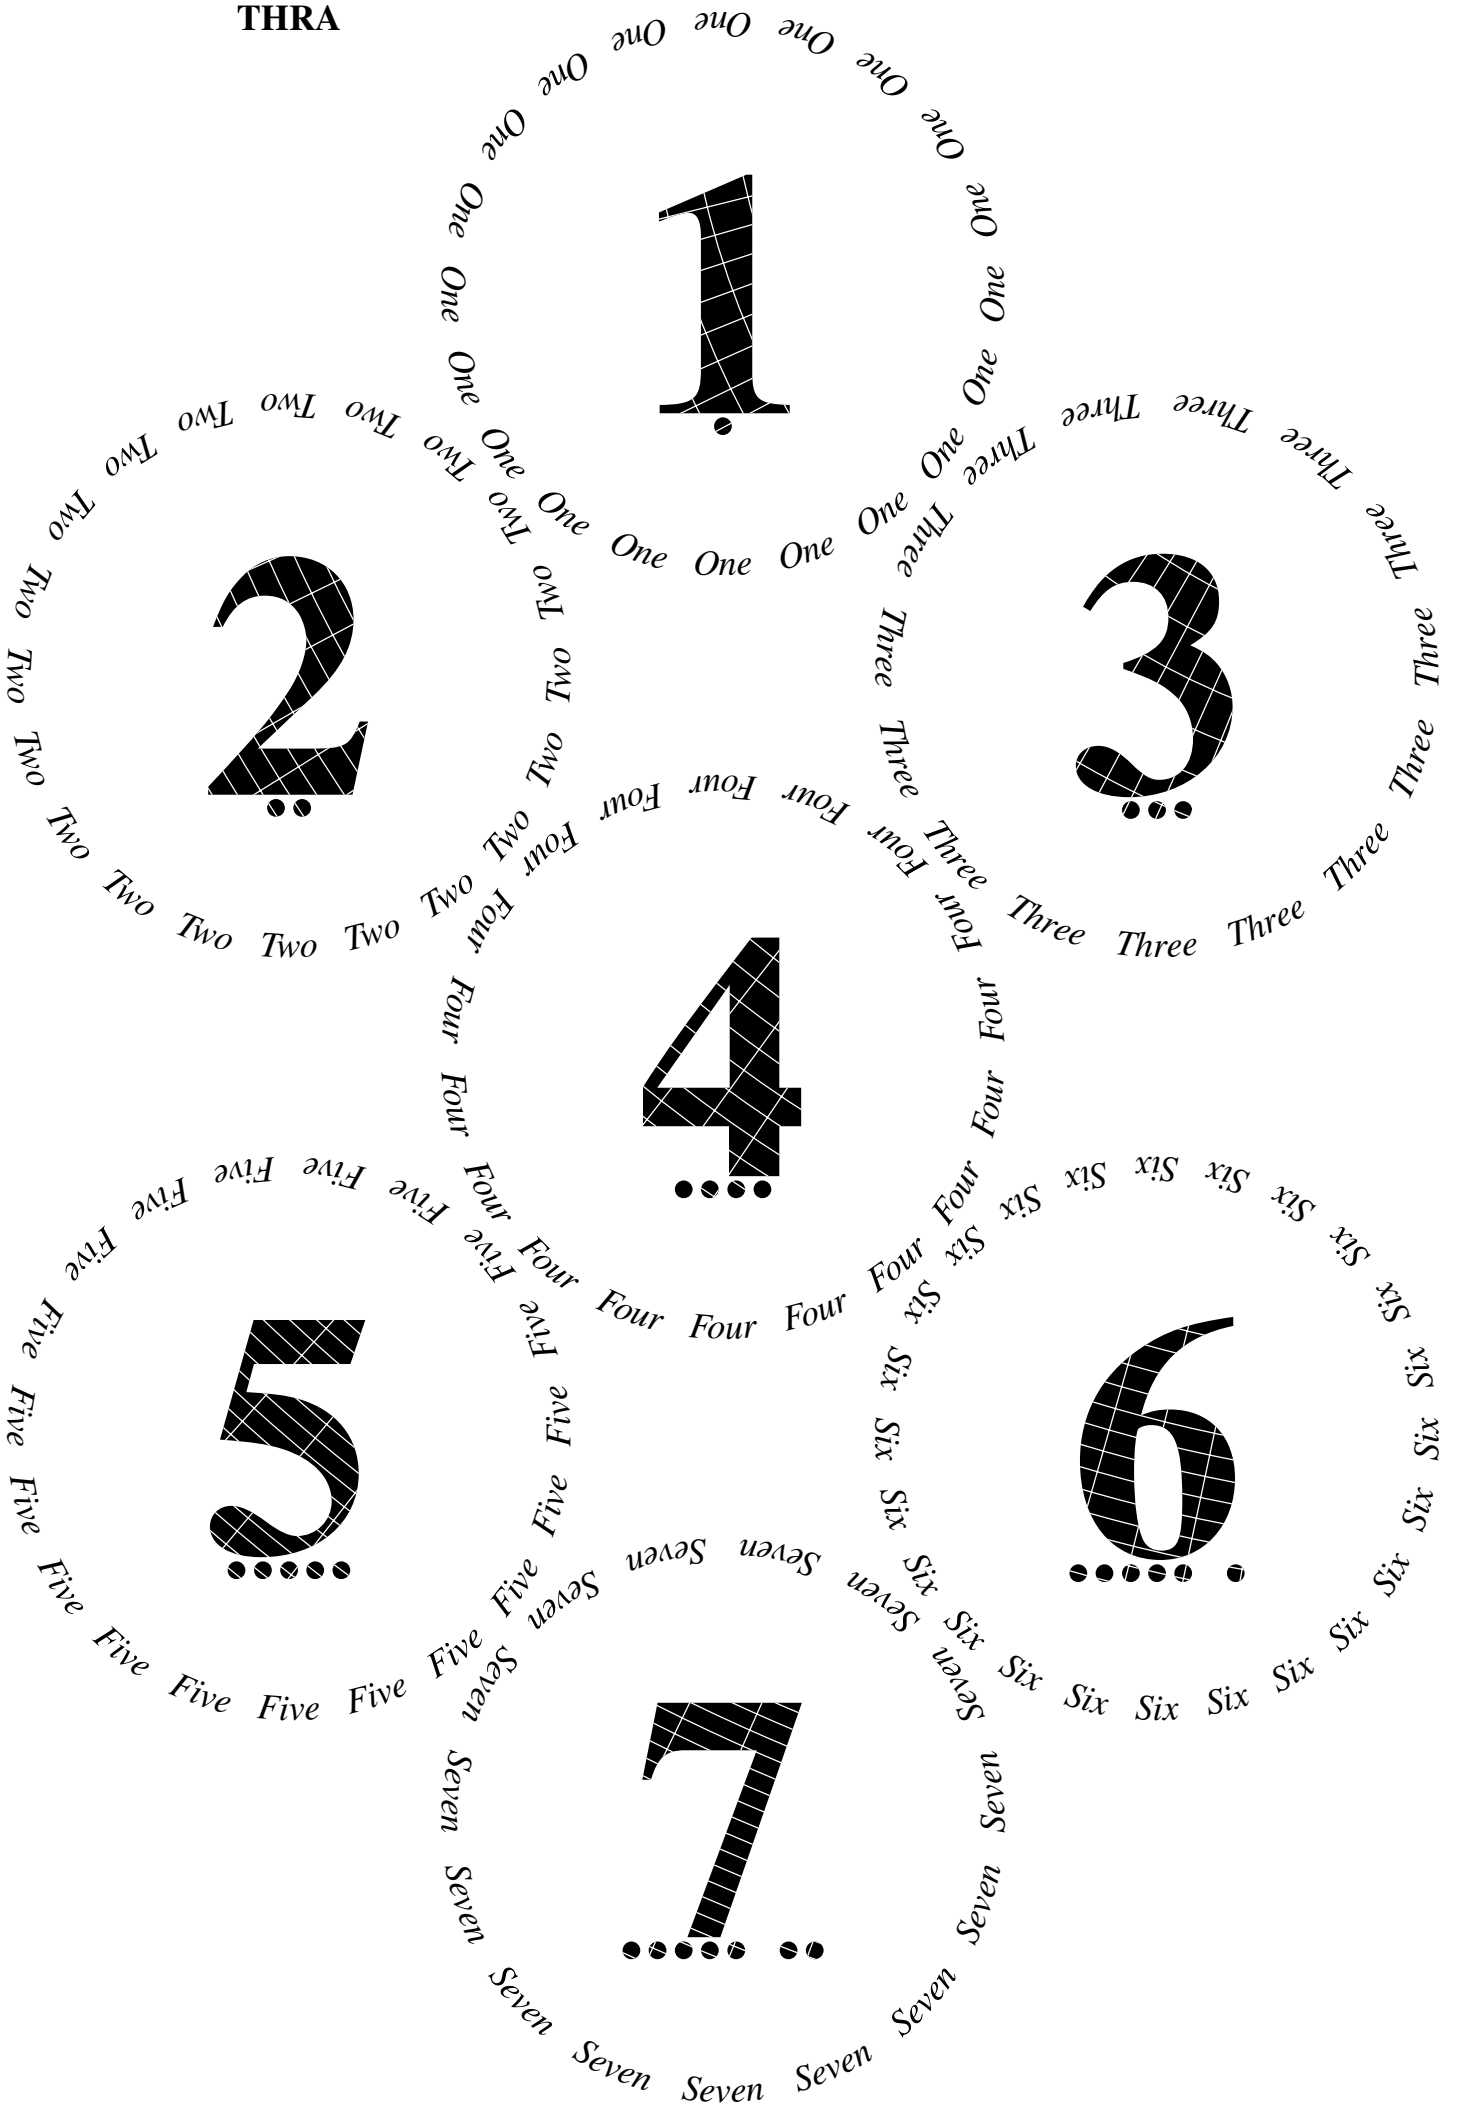 THRA
One One One One One One One One One One One One One One One One One One One One
1
Two Two Two Two Two Two Two Two Two Two Two Two Two Two Two Two Two Two Two Two
2
Three Three Three Three Three Three Three Three Three Three Three Three Three Three Three
3
Four Four Four Four Four Four Four Four Four Four Four Four Four Four Four Four Four Four
4
Five Five Five Five Five Five Five Five Five Five Five Five Five Five Five Five Five Five Five
5
Six Six Six Six Six Six Six Six Six Six Six Six Six Six Six Six Six Six Six Six Six Six Six Six
6
Seven Seven Seven Seven Seven Seven Seven Seven Seven Seven Seven Seven Seven Seven Seven
7